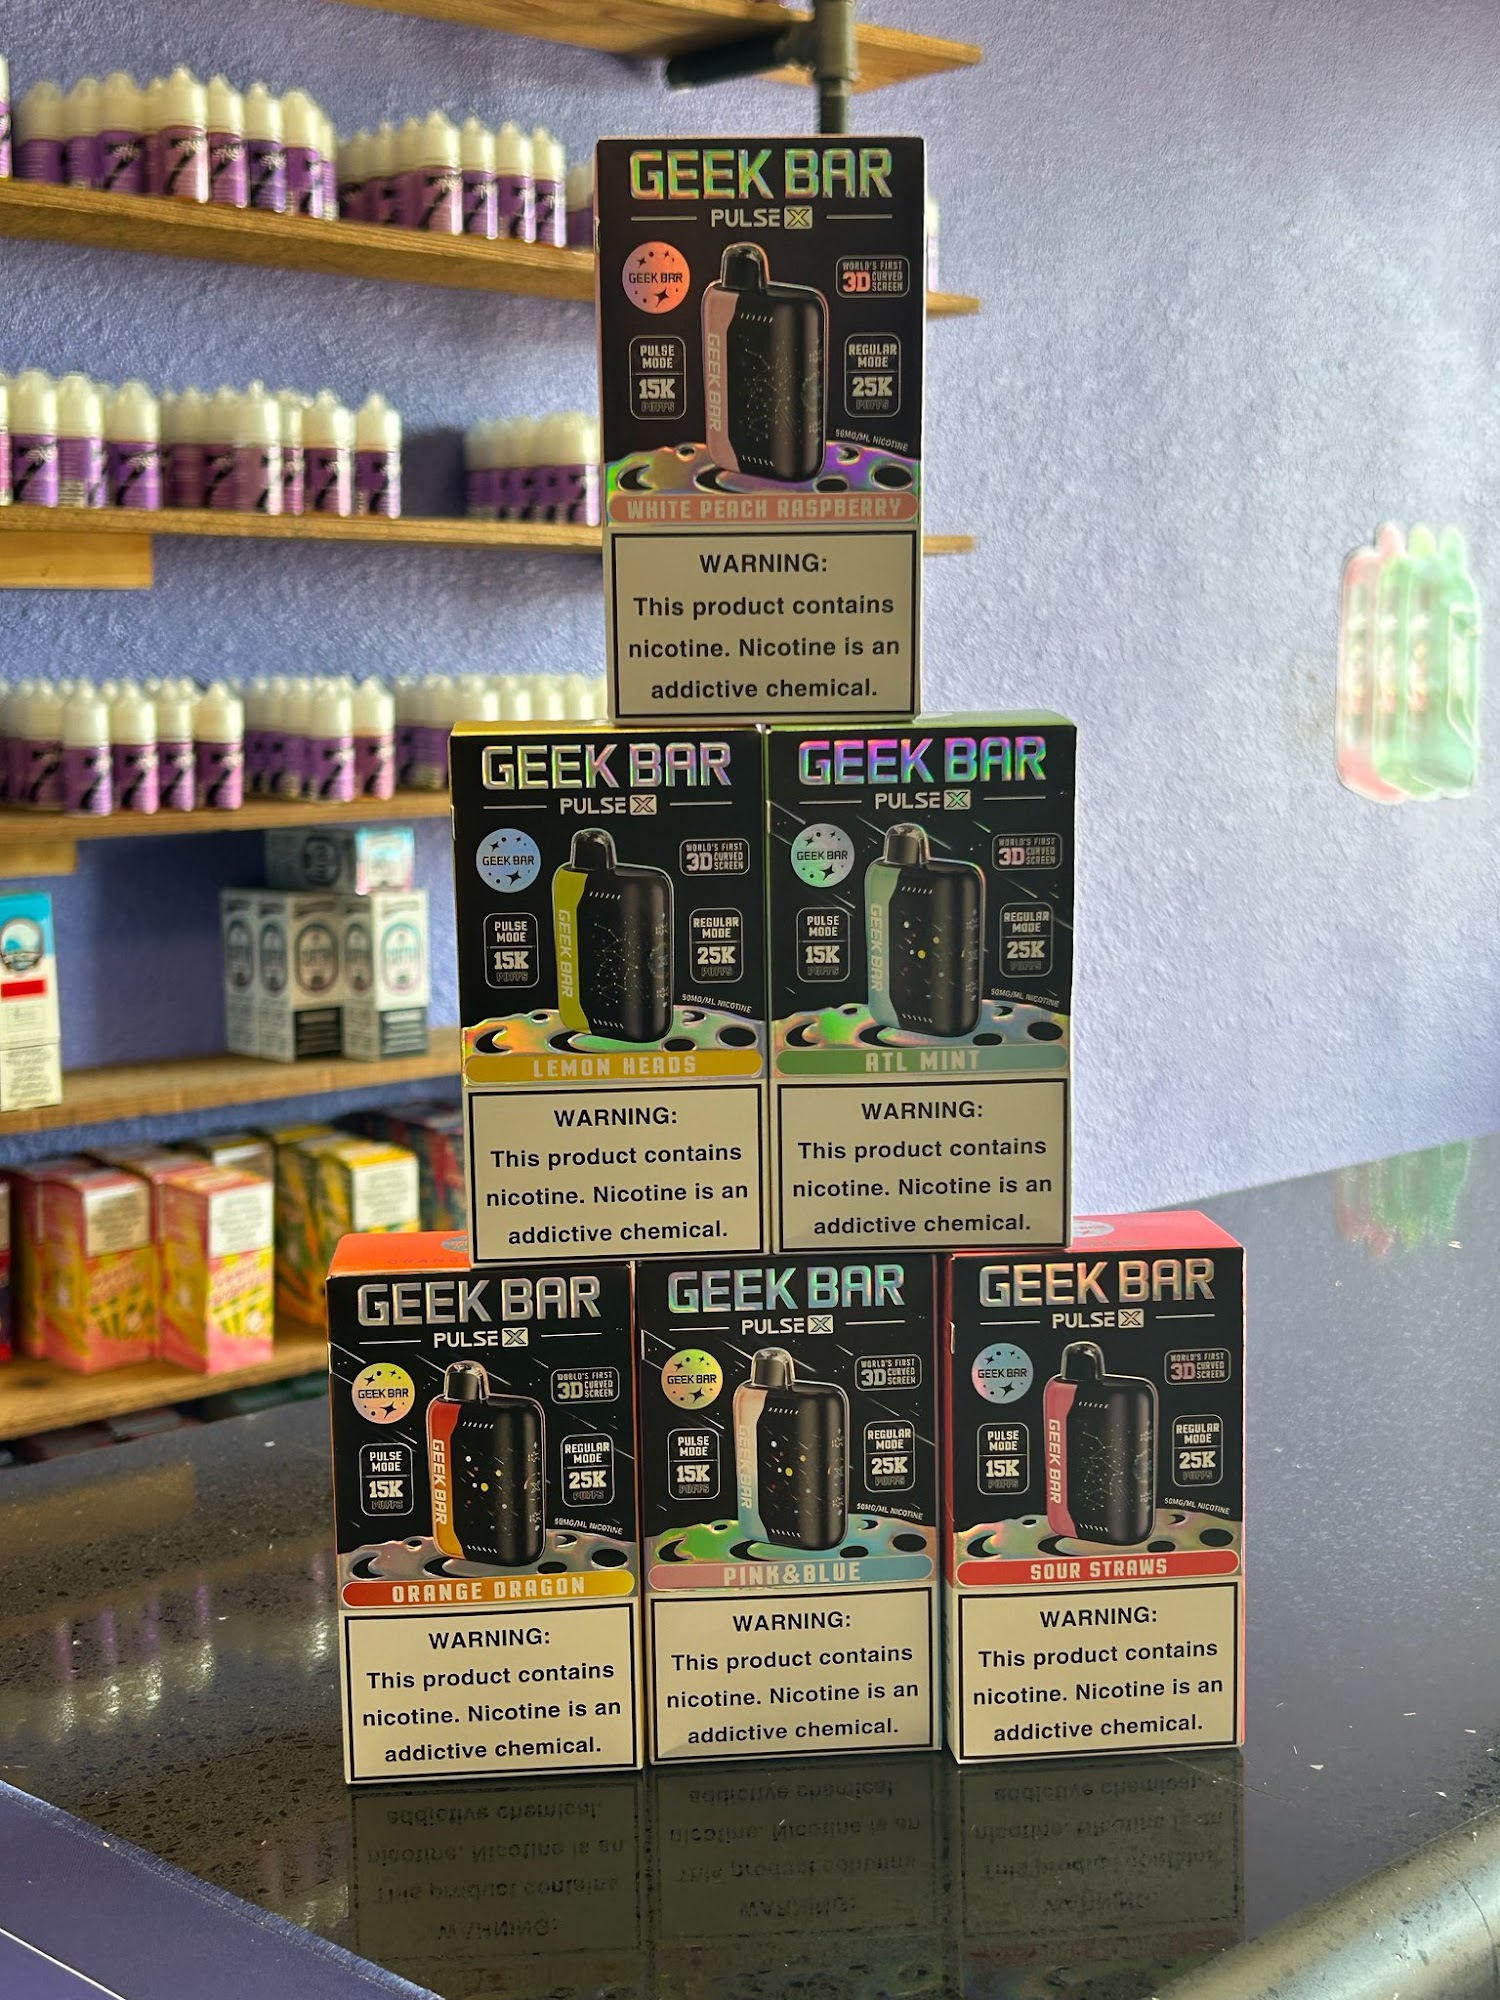 GEEK BAR
PULSE X
GEEK BAR
WORLD'S FIRST
3D CURVED
SCREEN
PULSE
MODE
15K
PUFFS
REGULAR
MODE
25K
PUFFS
GEEK BAR
50MG/ML NICOTINE
WHITE PEACH RASPBERRY
WARNING:
This product contains
nicotine. Nicotine is an
addictive chemical.
GEEK BAR
PULSE X
GEEK BAR
WORLD'S FIRST
3D CURVED
SCREEN
PULSE
MODE
15K
PUFFS
REGULAR
MODE
25K
PUFFS
GEEK BAR
50MG/ML NICOTINE
LEMON HEADS
WARNING:
This product contains
nicotine. Nicotine is an
addictive chemical.
GEEK BAR
PULSE X
GEEK BAR
WORLD'S FIRST
3D CURVED
SCREEN
PULSE
MODE
15K
PUFFS
REGULAR
MODE
25K
PUFFS
GEEK BAR
50MG/ML NICOTINE
ATL MINT
WARNING:
This product contains
nicotine. Nicotine is an
addictive chemical.
GEEK BAR
PULSE X
GEEK BAR
WORLD'S FIRST
3D CURVED
SCREEN
PULSE
MODE
15K
PUFFS
REGULAR
MODE
25K
PUFFS
GEEK BAR
50MG/ML NICOTINE
ORANGE DRAGON
WARNING:
This product contains
nicotine. Nicotine is an
addictive chemical.
GEEK BAR
PULSE X
GEEK BAR
WORLD'S FIRST
3D CURVED
SCREEN
PULSE
MODE
15K
PUFFS
REGULAR
MODE
25K
PUFFS
GEEK BAR
50MG/ML NICOTINE
PINK&BLUE
WARNING:
This product contains
nicotine. Nicotine is an
addictive chemical.
GEEK BAR
PULSE X
GEEK BAR
WORLD'S FIRST
3D CURVED
SCREEN
PULSE
MODE
15K
PUFFS
REGULAR
MODE
25K
PUFFS
GEEK BAR
50MG/ML NICOTINE
SOUR STRAWS
WARNING:
This product contains
nicotine. Nicotine is an
addictive chemical.